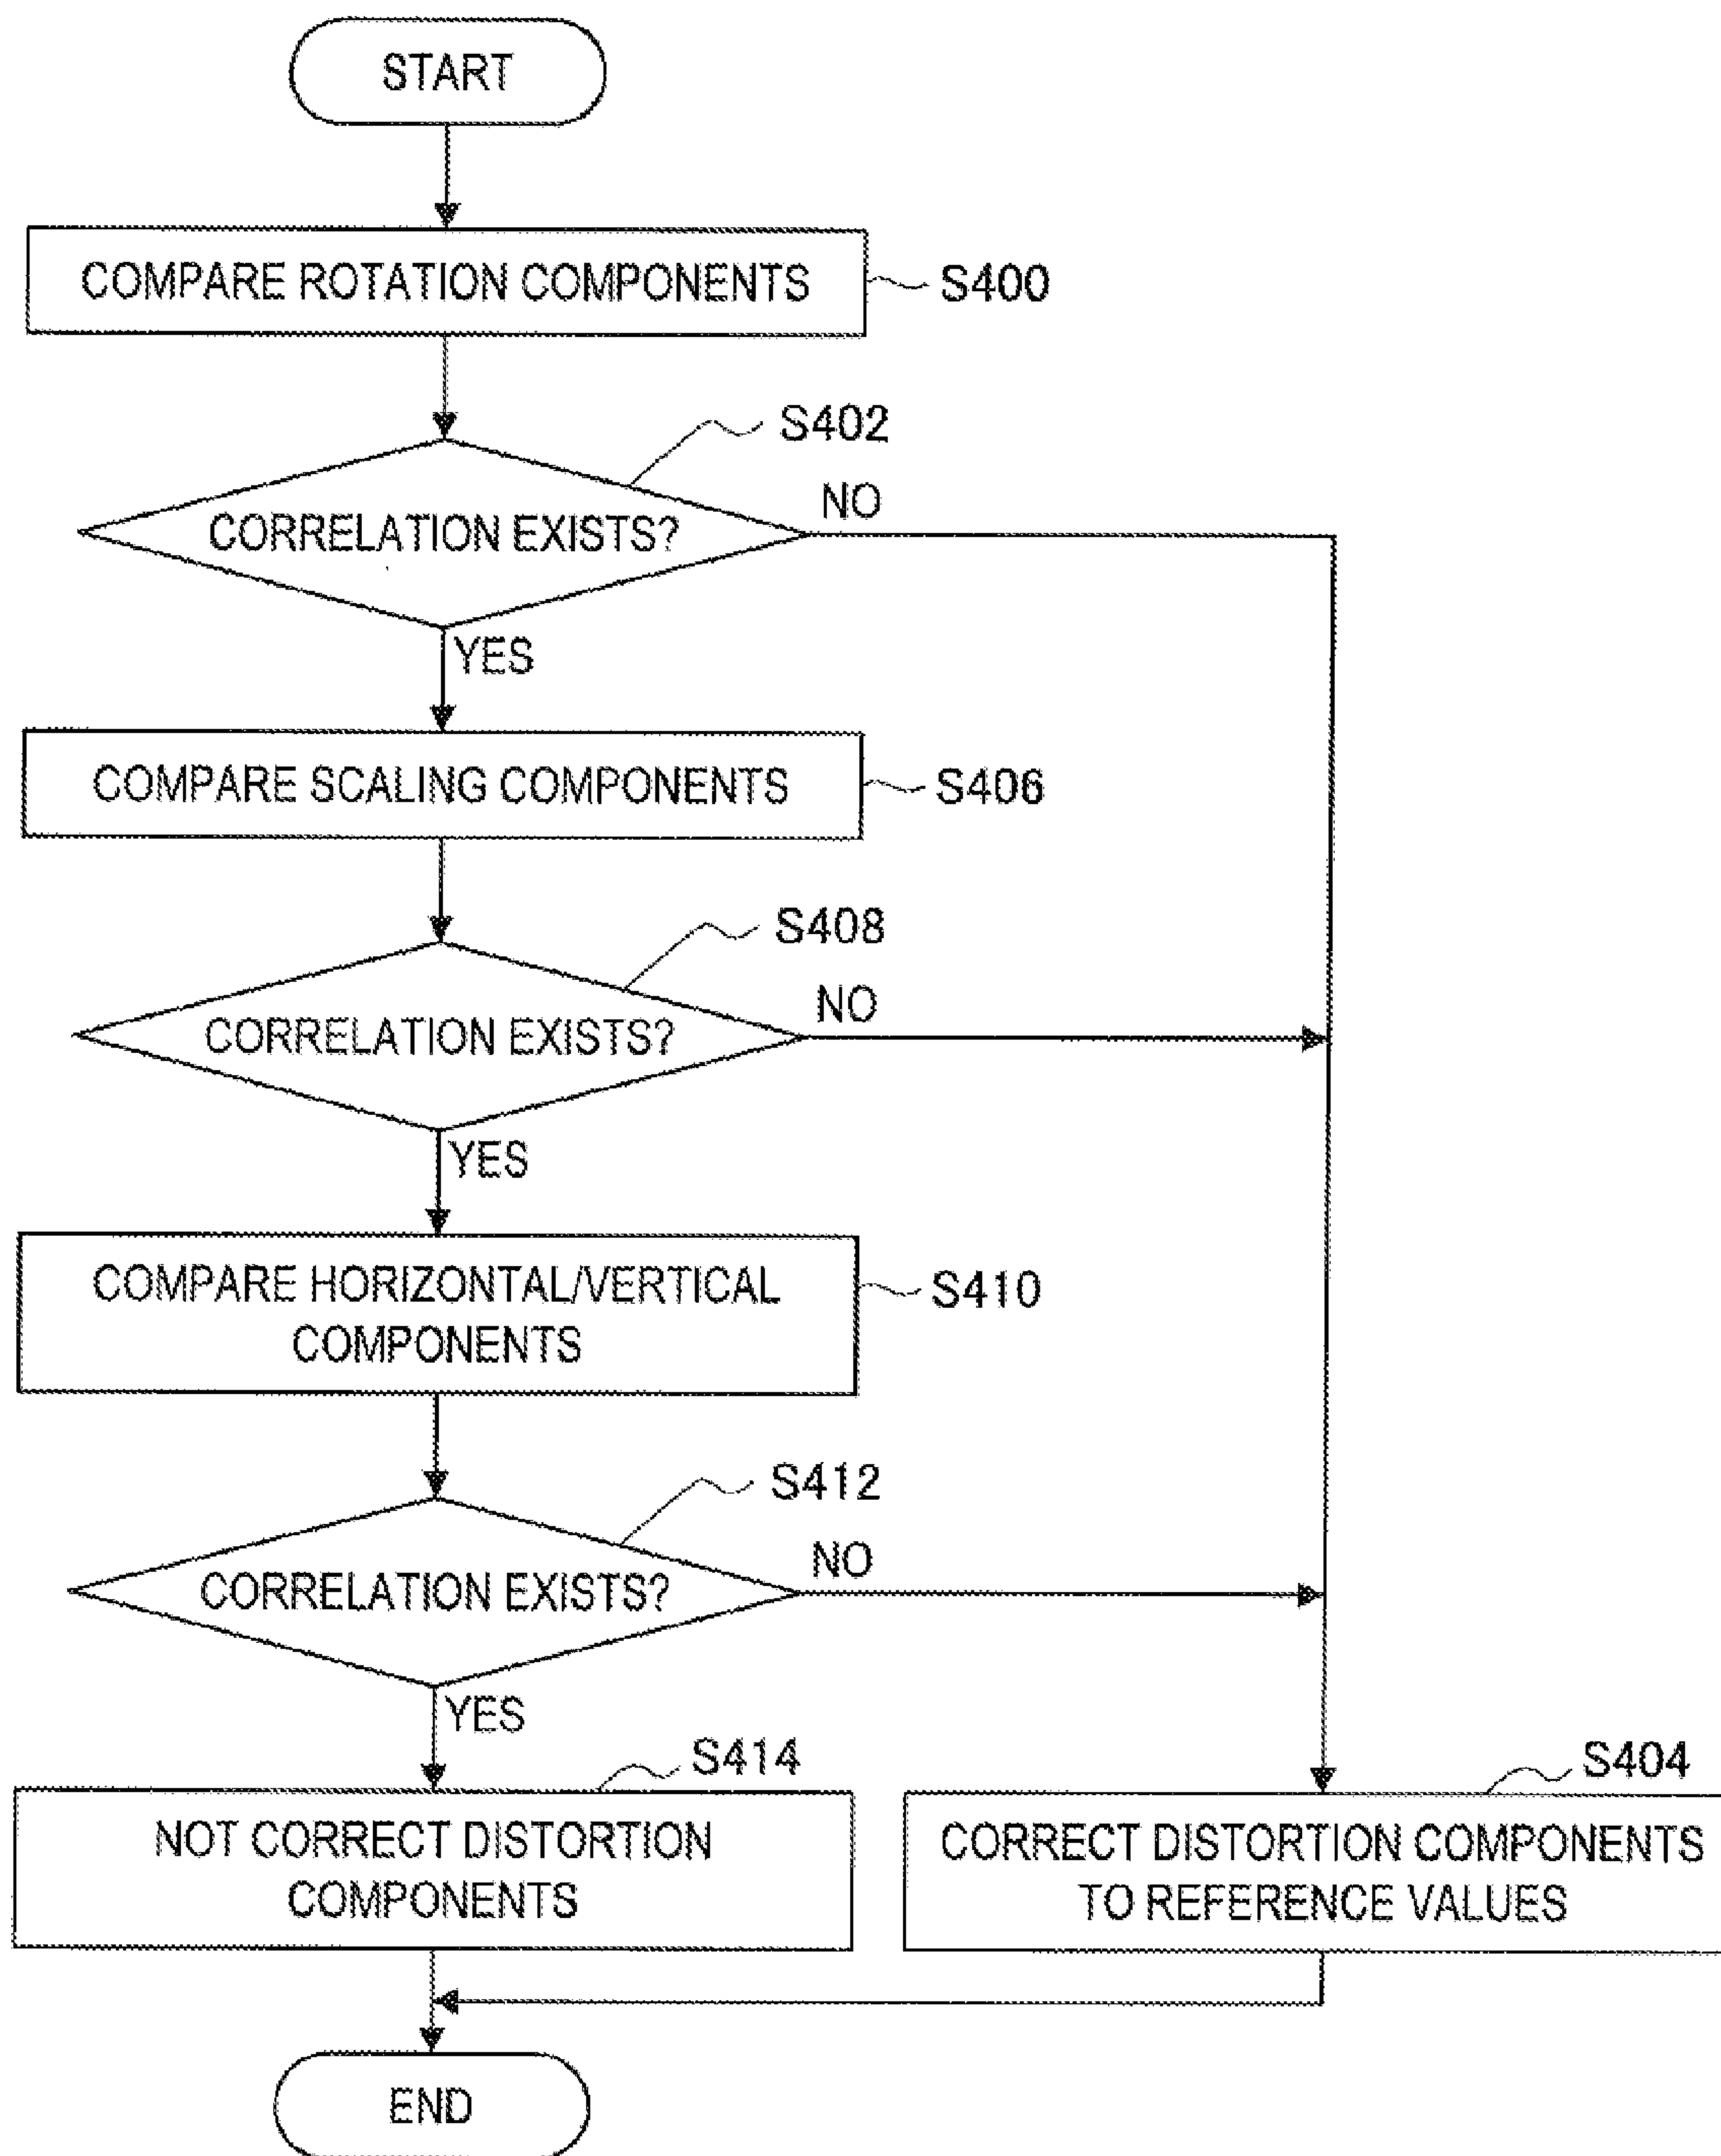 START
COMPARE ROTATION COMPONENTS
S400
S402
CORRELATION EXISTS?
NO
YES
COMPARE SCALING COMPONENTS
S406
S408
CORRELATION EXISTS?
NO
YES
COMPARE HORIZONTAL/VERTICAL
COMPONENTS
S410
S412
CORRELATION EXISTS?
NO
YES
S414
NOT CORRECT DISTORTION
COMPONENTS
S404
CORRECT DISTORTION COMPONENTS
TO REFERENCE VALUES
END